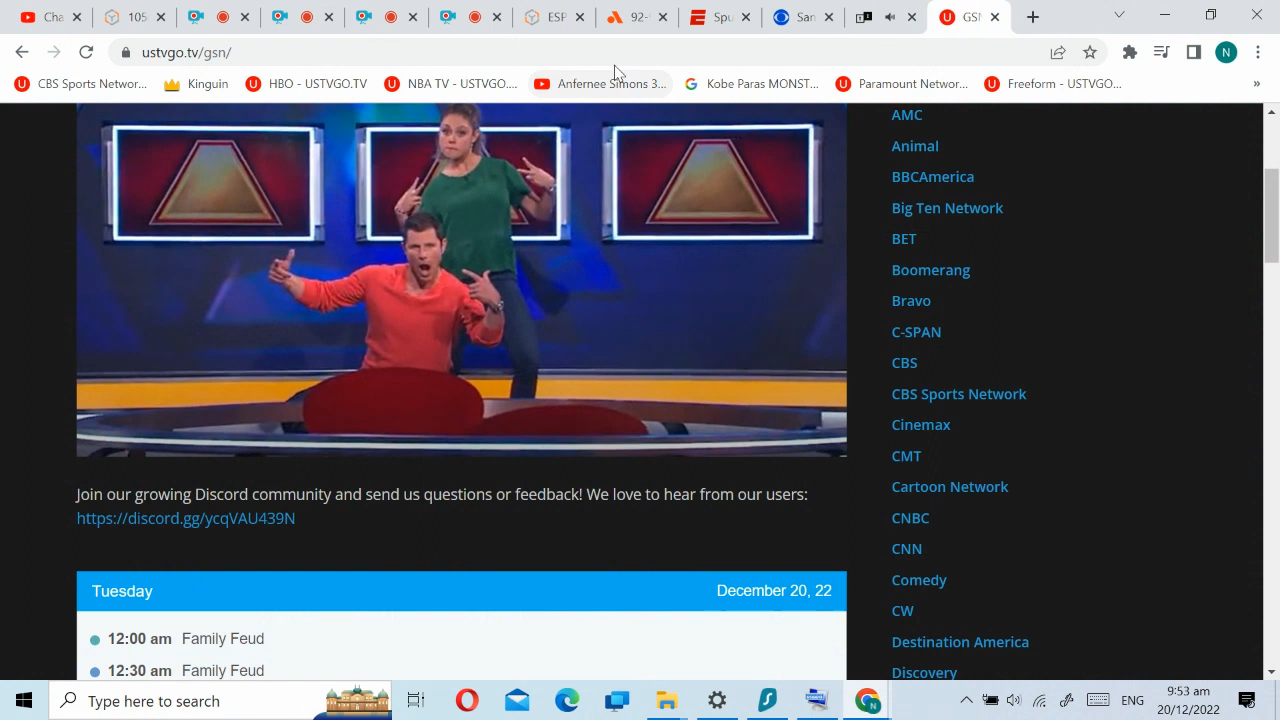 Cha
105
ESP
92-
Spu
San
GSN
ustvgo.tv/gsn/
N
CBS Sports Networ...
Kinguin
HBO - USTVGO.TV
NBA TV - USTVGO....
Anfernee Simons 3...
Kobe Paras MONST...
Paramount Networ...
Freeform - USTVGO...
»
AMC
Animal
BBCAmerica
Big Ten Network
BET
Boomerang
Bravo
C-SPAN
CBS
CBS Sports Network
Cinemax
CMT
Cartoon Network
CNBC
CNN
Comedy
CW
Destination America
Discovery
Join our growing Discord community and send us questions or feedback! We love to hear from our users:
https://discord.gg/ycqVAU439N
Tuesday December 20, 22
12:00 am Family Feud
12:30 am Family Feud
Type here to search
ENG
9:53 am
20/12/2022